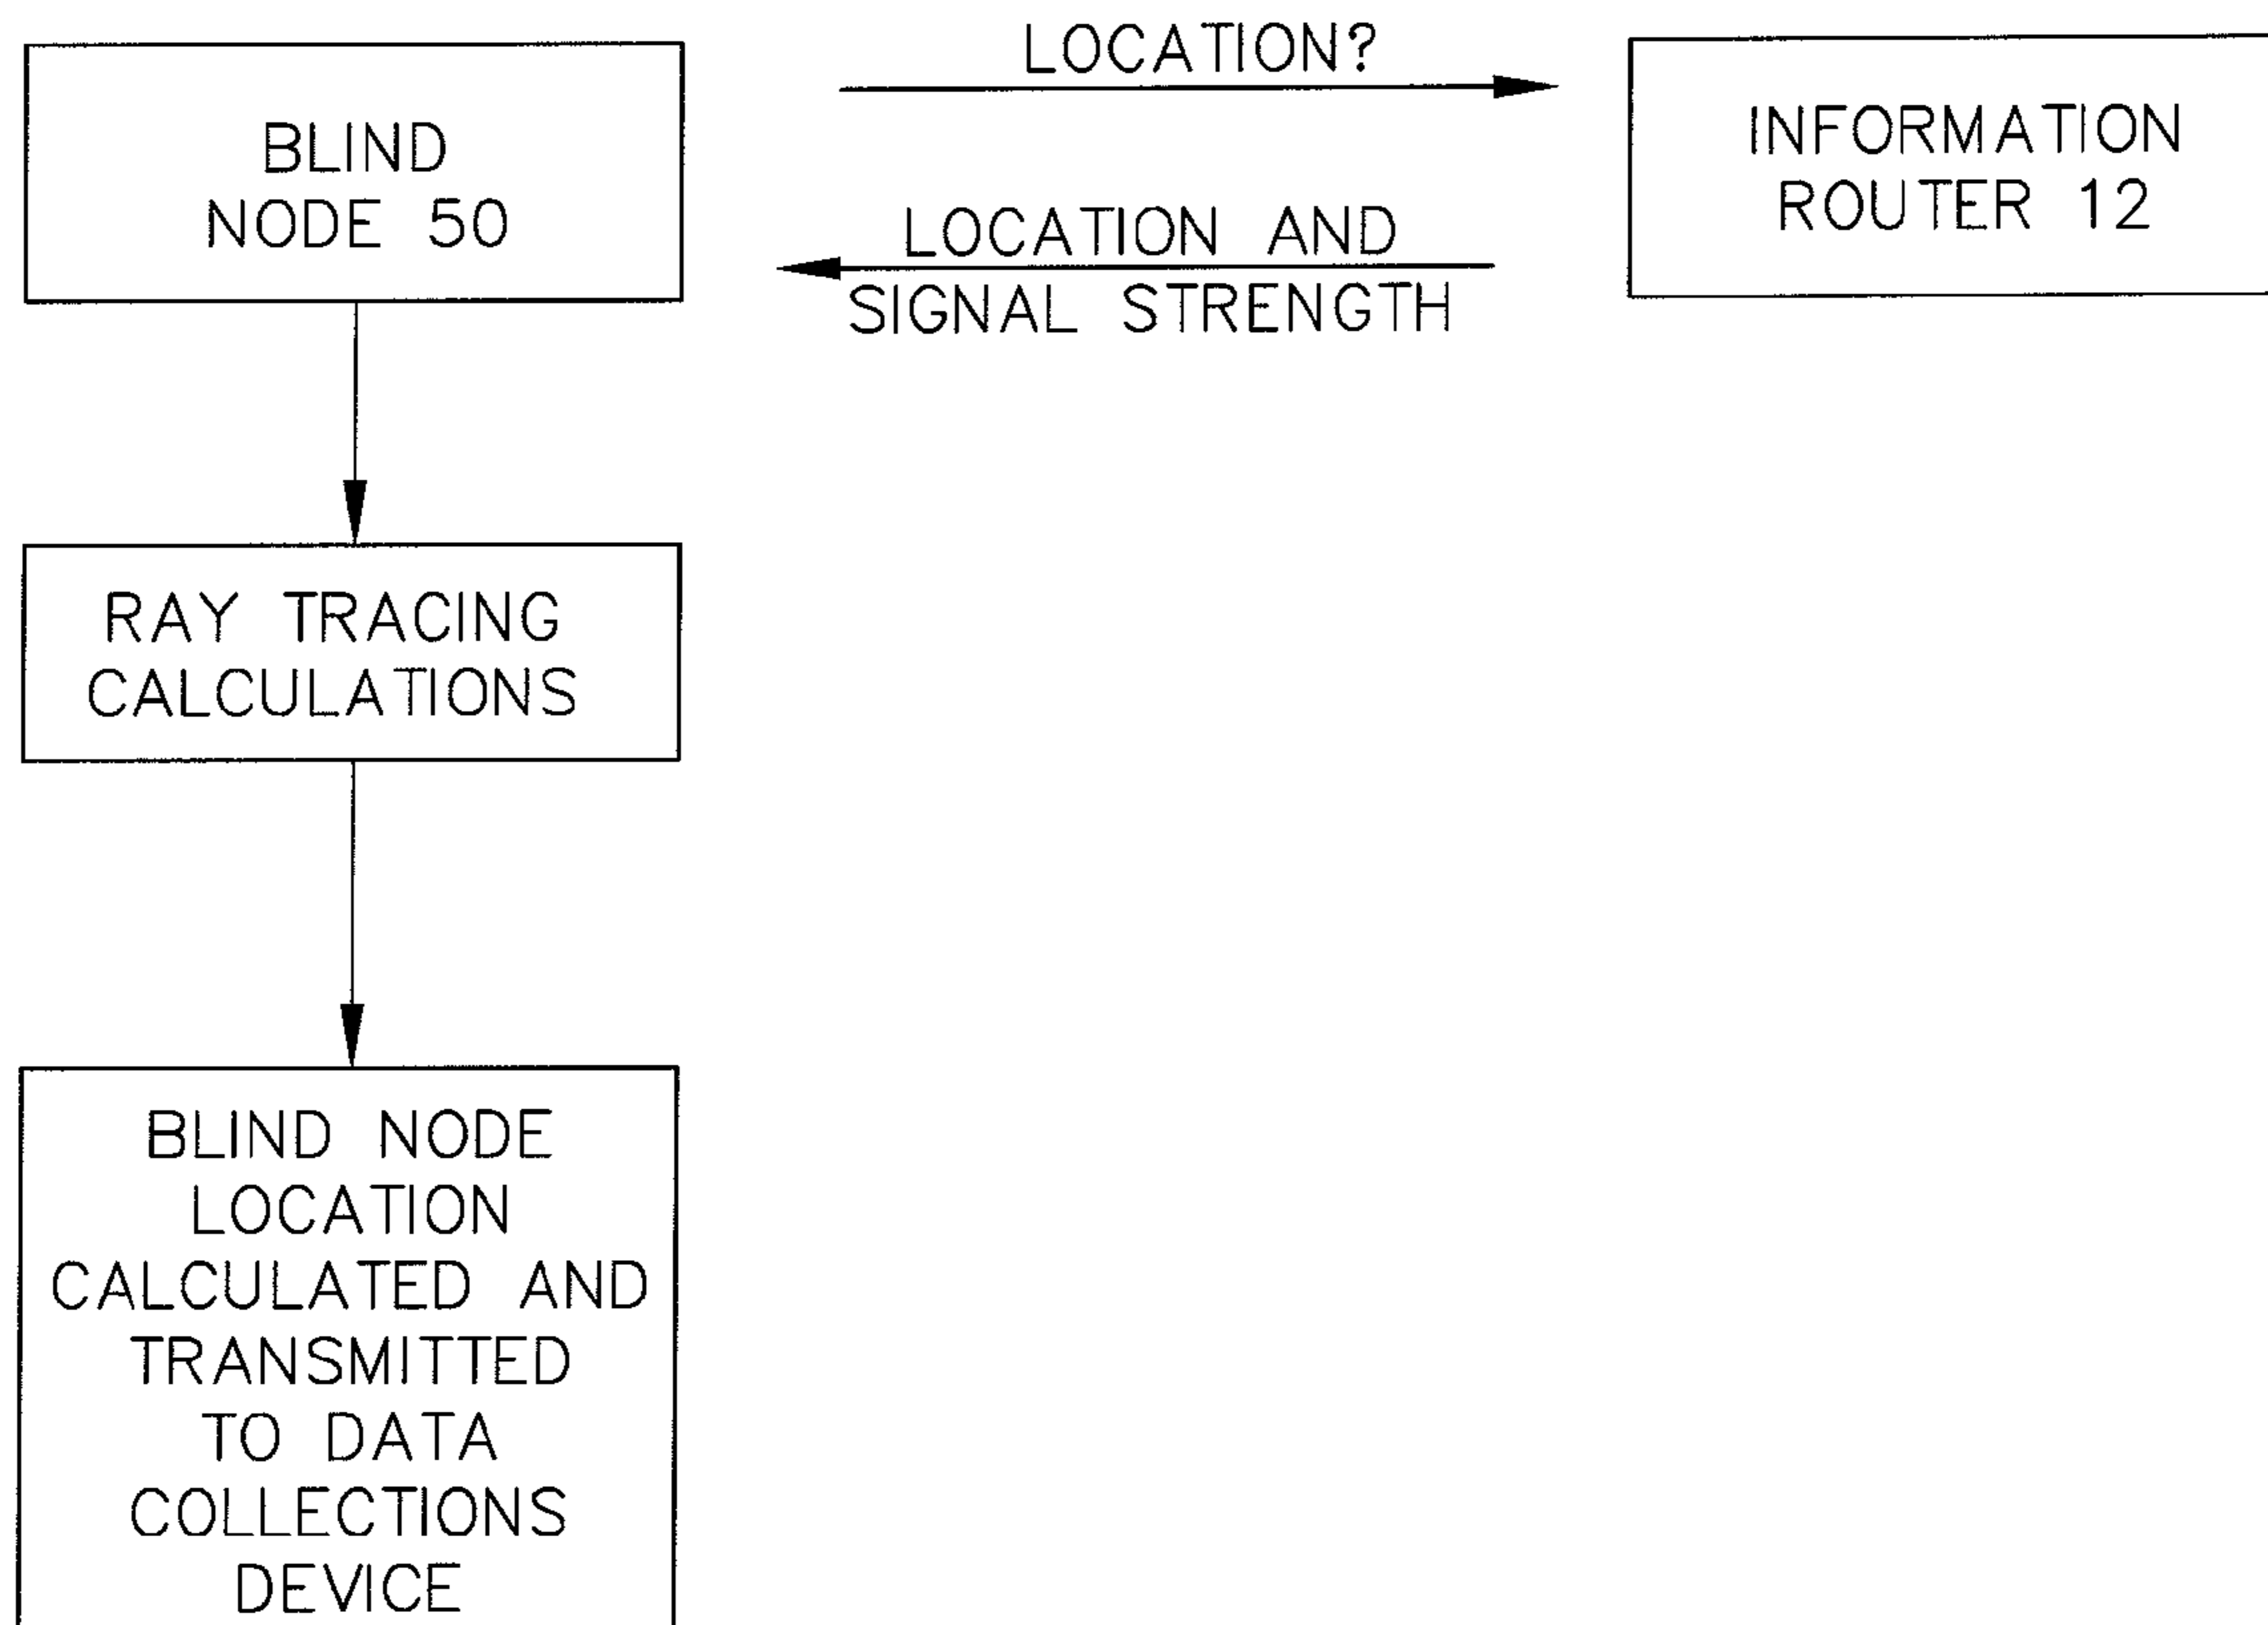 BLIND
NODE 50
LOCATION?
LOCATION AND
SIGNAL STRENGTH
INFORMATION
ROUTER 12
RAY TRACING
CALCULATIONS
BLIND NODE
LOCATION
CALCULATED AND
TRANSMITTED
TO DATA
COLLECTIONS
DEVICE